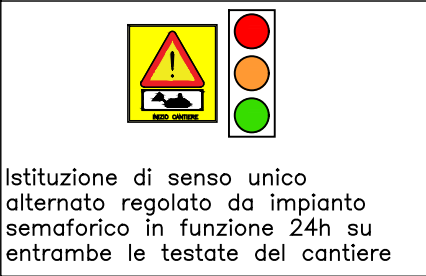 INIZIO CANTIERE
Istituzione di senso unico
alternato regolato da impianto
semaforico in funzione 24h su
entrambe le testate del cantiere